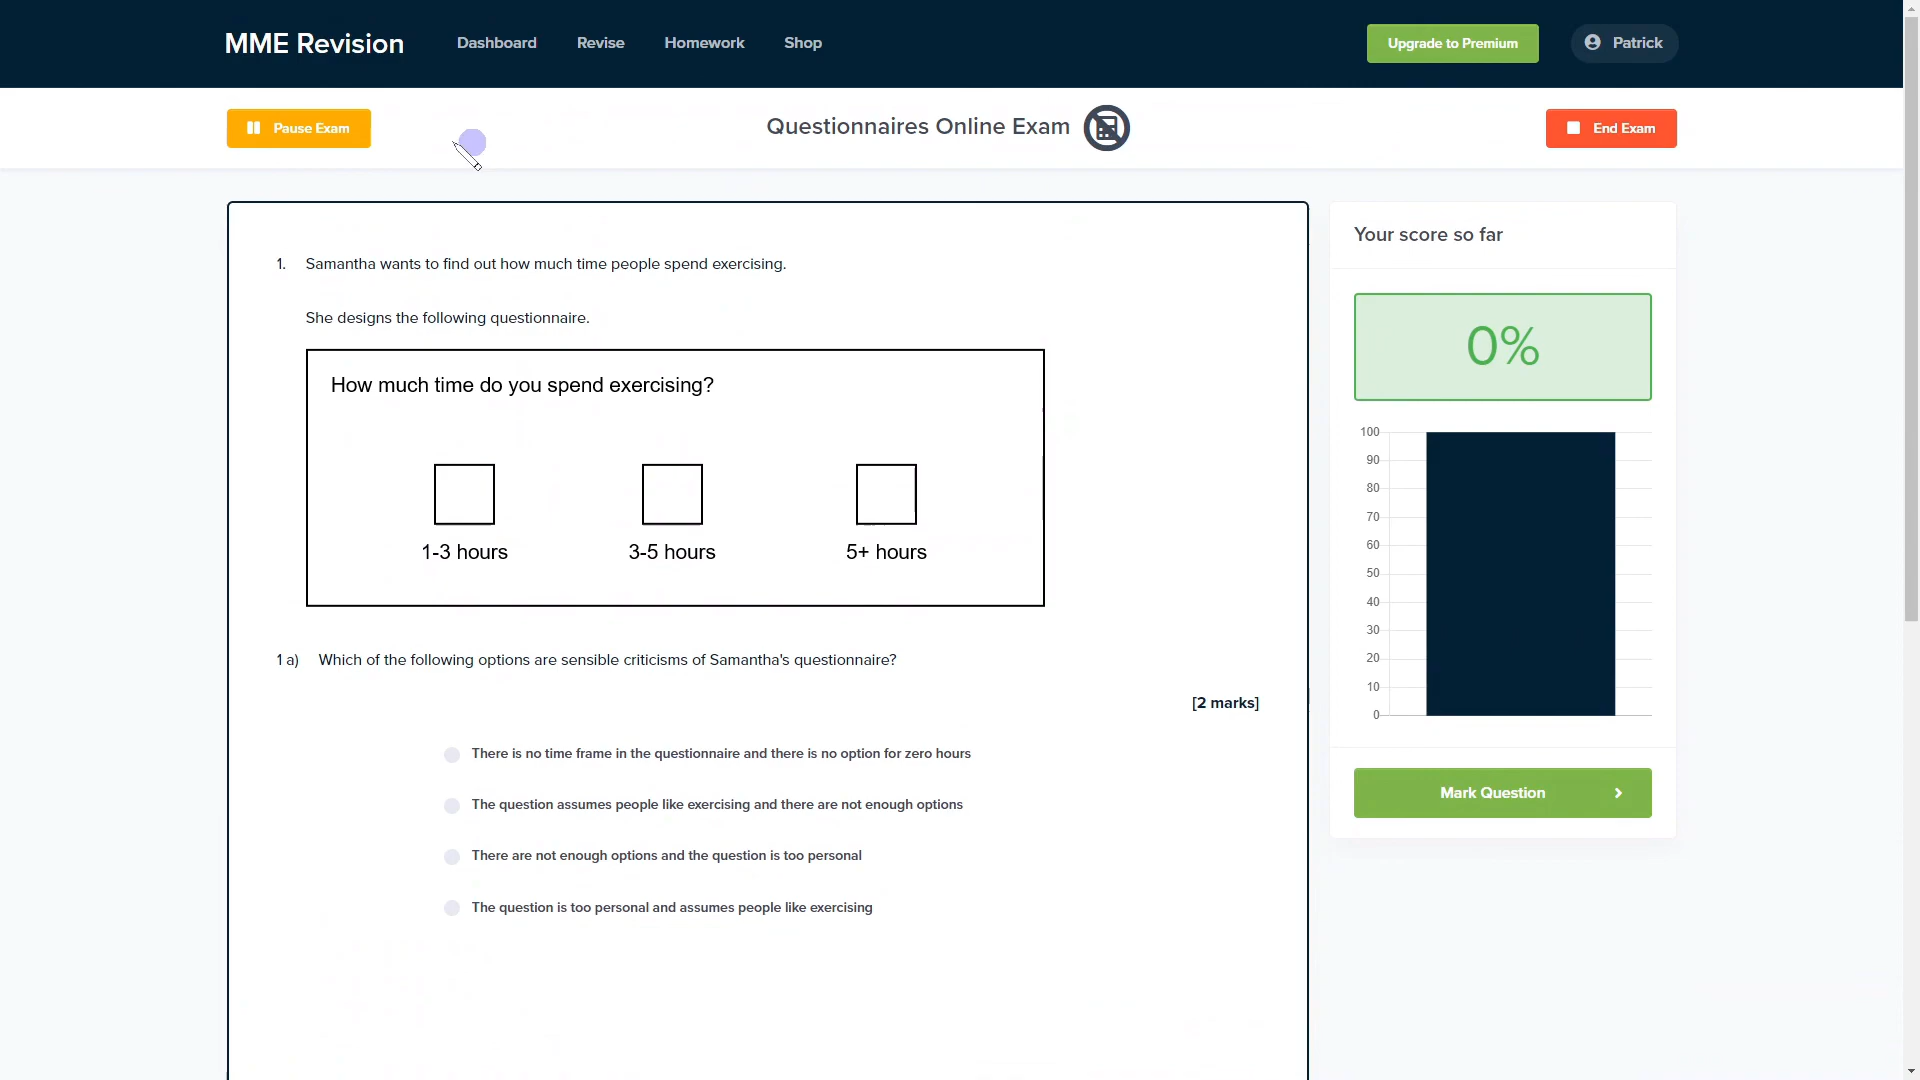 MME Revision Dashboard Revise Homework Shop Upgrade to Premium Patrick
Pause Exam Questionnaires Online Exam End Exam
1. Samantha wants to find out how much time people spend exercising.
She designs the following questionnaire.
How much time do you spend exercising?
1-3 hours 3-5 hours 5+ hours
1 a) Which of the following options are sensible criticisms of Samantha's questionnaire?
[2 marks]
There is no time frame in the questionnaire and there is no option for zero hours
The question assumes people like exercising and there are not enough options
There are not enough options and the question is too personal
The question is too personal and assumes people like exercising
Your score so far
0%
100
90
80
70
60
50
40
30
20
10
0
Mark Question